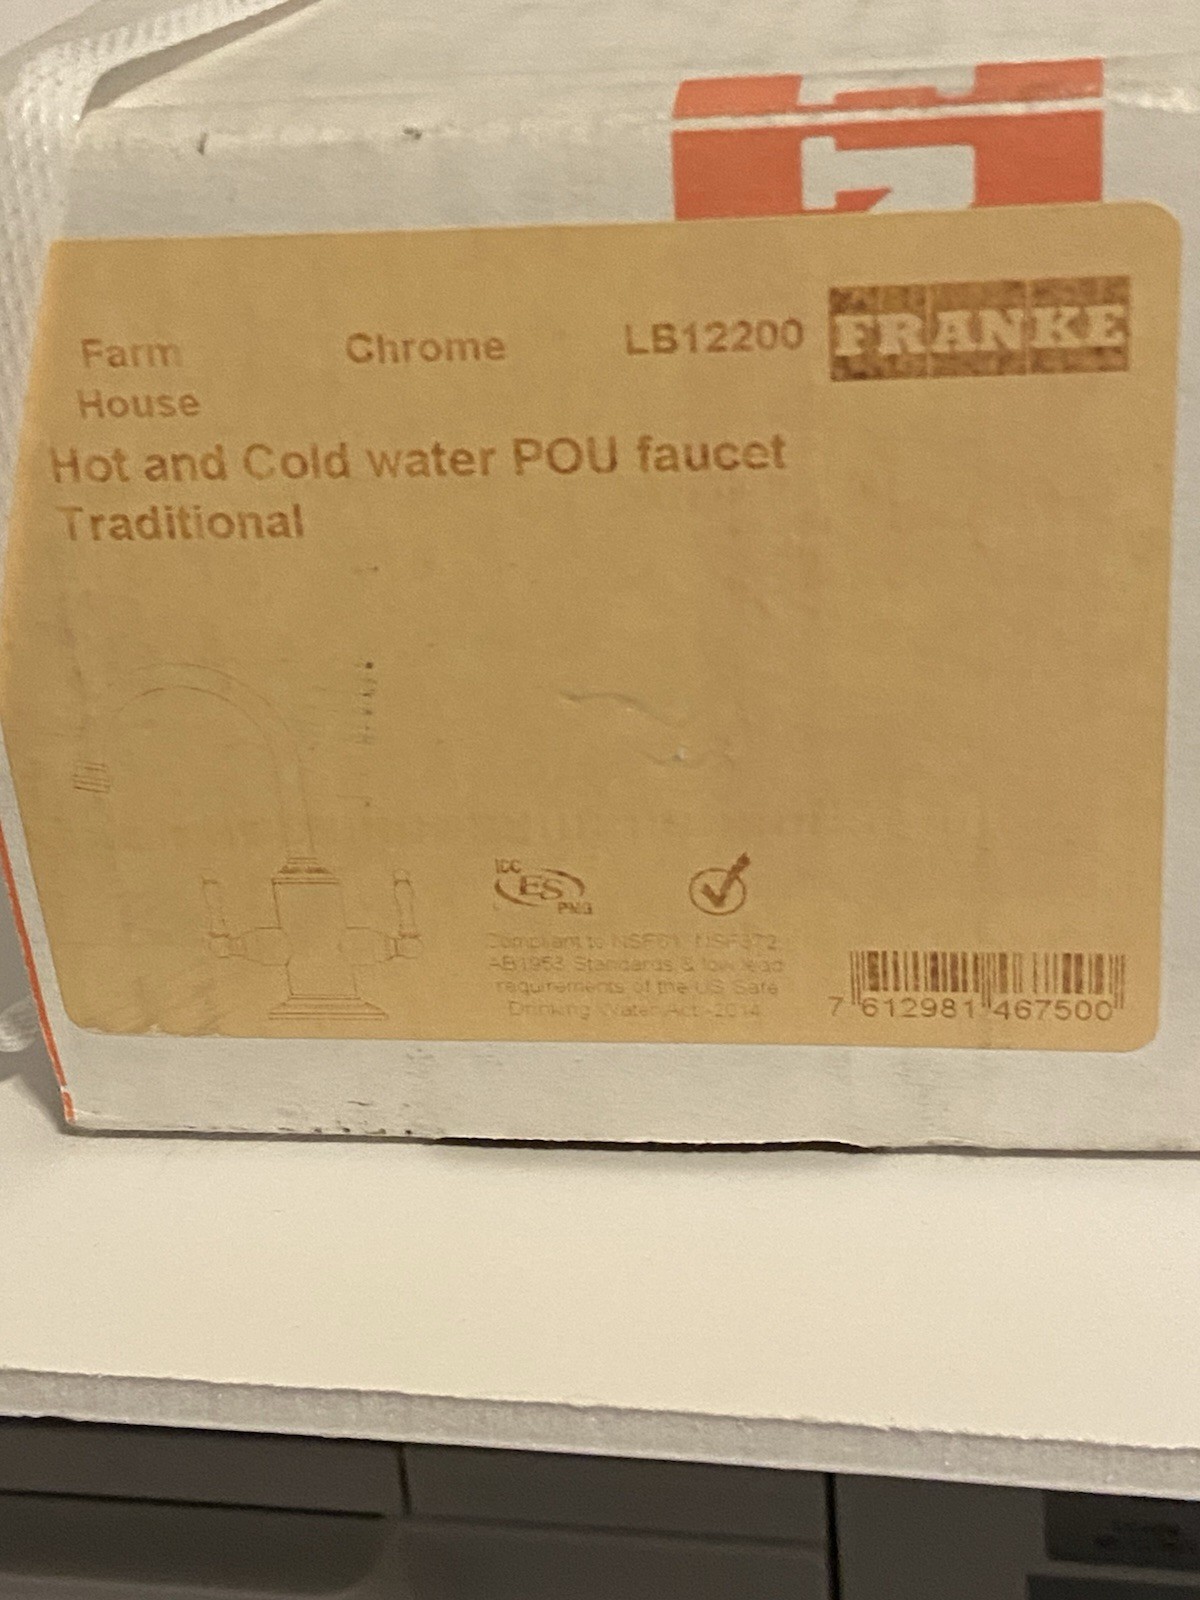 Farm House
Chrome
LB12200
FRANKE
Hot and Cold water POU faucet
Traditional
ICC
ES
PMG
Compliant to NSF61, NSF372,
AB1953 Standards & low lead
requirements of the US Safe
Drinking Water Act -2014
7 612981 467500